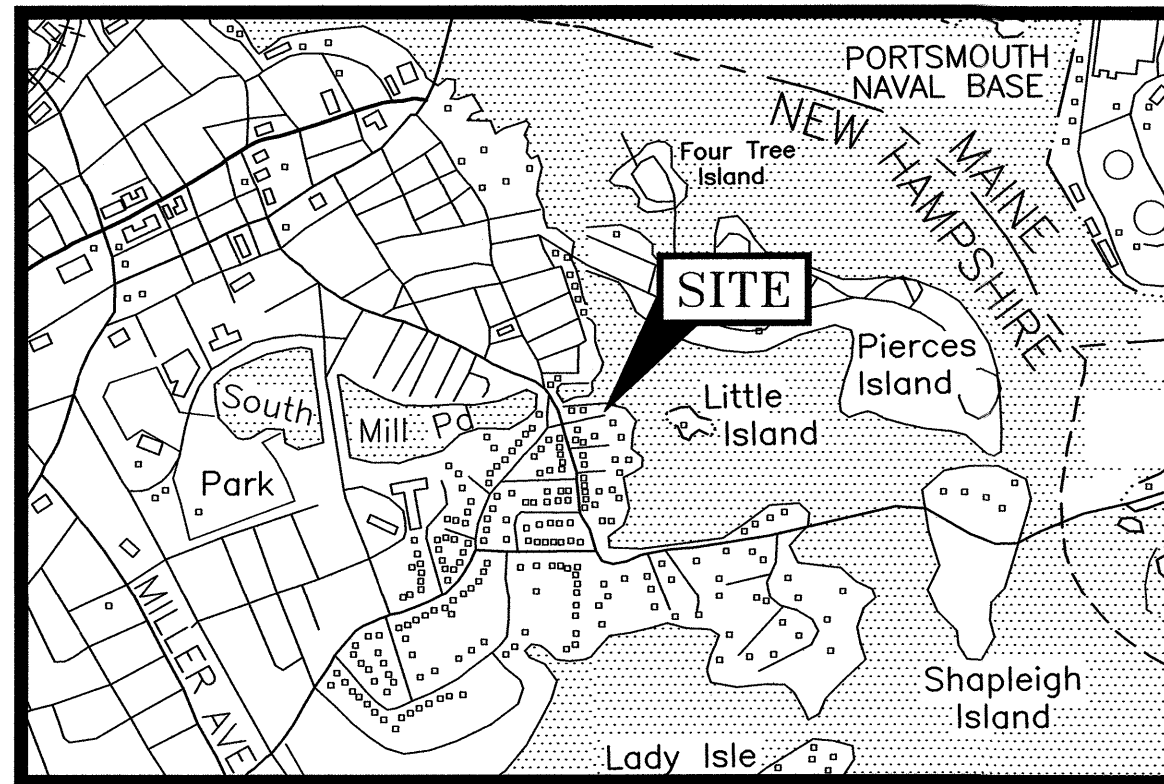 PORTSMOUTH
NAVAL BASE
NEW
HAMPSHIRE
MAINE
Four Tree
Island
SITE
Pierces
Island
Little
Island
South
Mill Pd
Park
MILLER AVE
Shapleigh
Island
Lady Isle